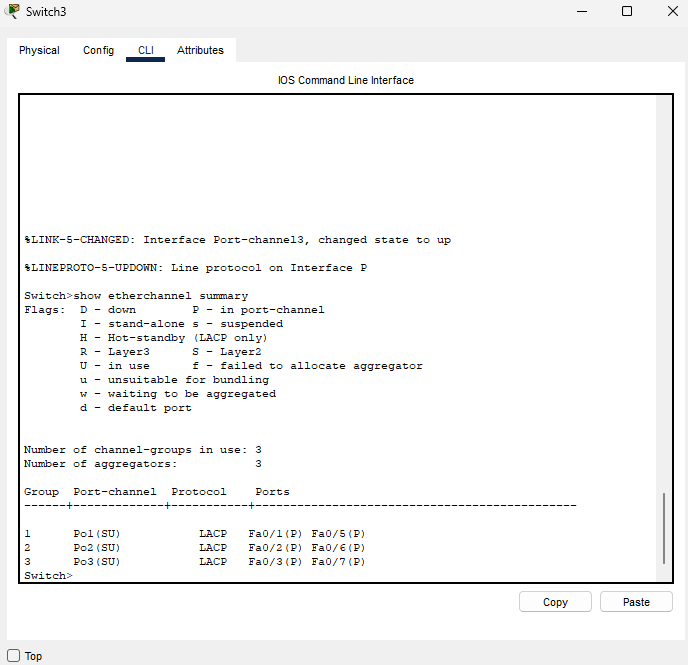 Switch3
Physical Config CLI Attributes
IOS Command Line Interface
%LINK-5-CHANGED: Interface Port-channel3, changed state to up
%LINEPROTO-5-UPDOWN: Line protocol on Interface P
Switch>show etherchannel summary
Flags:  D - down        P - in port-channel
        I - stand-alone s - suspended
        H - Hot-standby (LACP only)
        R - Layer3      S - Layer2
        U - in use      f - failed to allocate aggregator
        u - unsuitable for bundling
        w - waiting to be aggregated
        d - default port
Number of channel-groups in use: 3
Number of aggregators:           3
Group  Port-channel  Protocol    Ports
------+-------------+-----------+----------------------------------------------
1      Po1(SU)           LACP   Fa0/1(P) Fa0/5(P)
2      Po2(SU)           LACP   Fa0/2(P) Fa0/6(P)
3      Po3(SU)           LACP   Fa0/3(P) Fa0/7(P)
Switch>
Copy Paste
Top